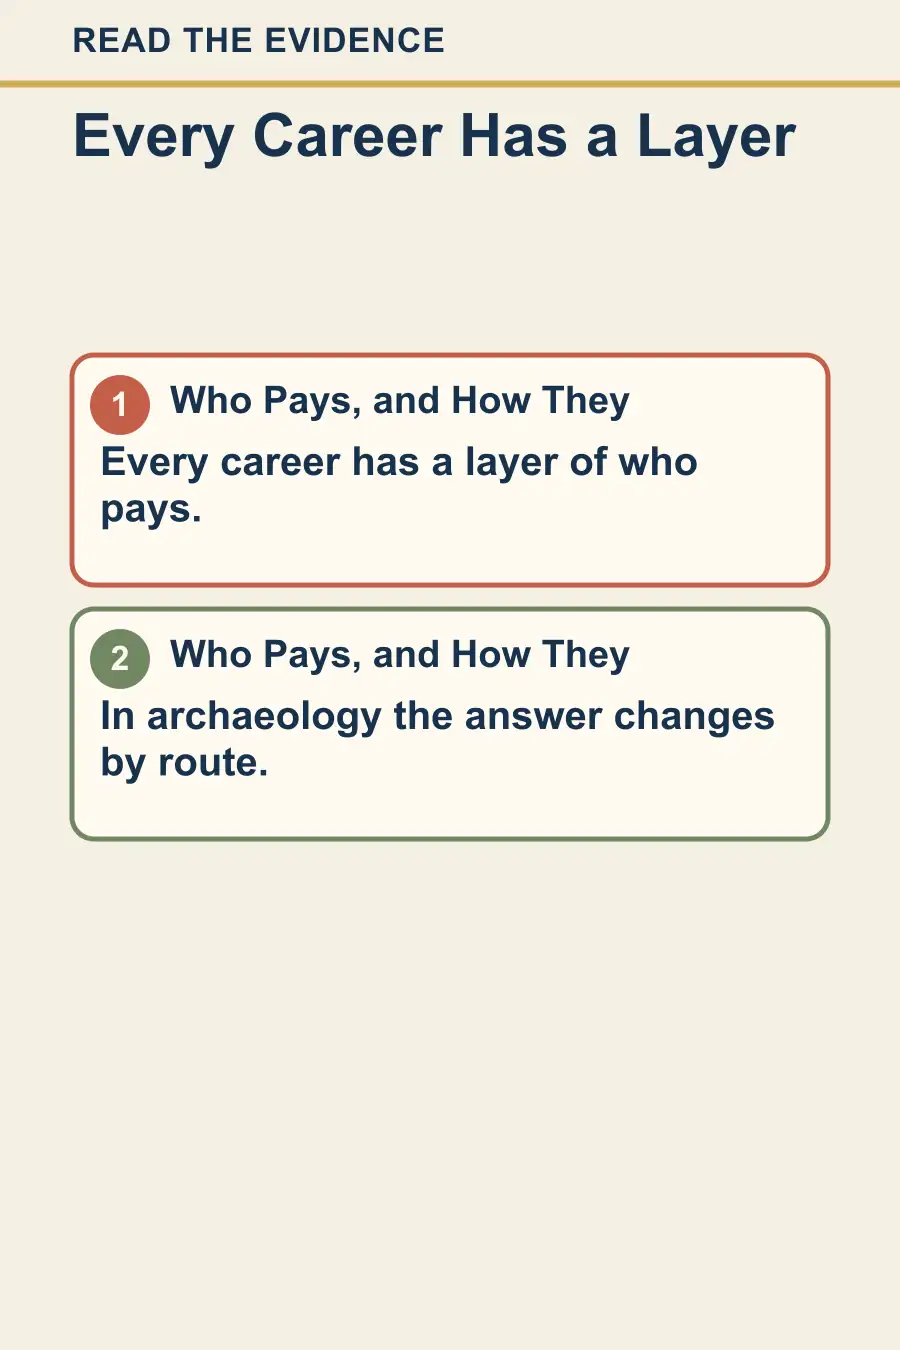 READ THE EVIDENCE
Every Career Has a Layer
1 Who Pays, and How They
Every career has a layer of who
pays.
2 Who Pays, and How They
In archaeology the answer changes
by route.